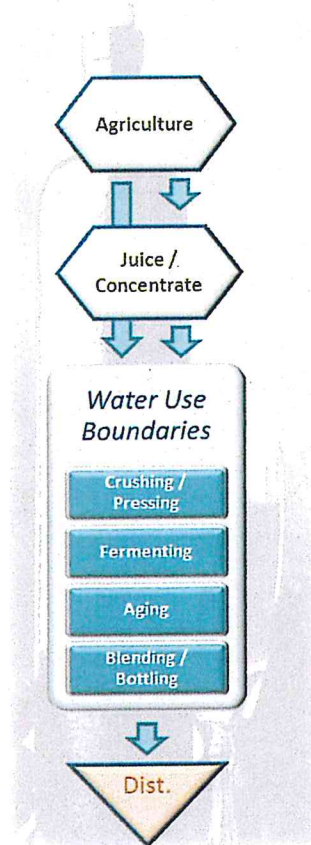 Agriculture
Juice /
Concentrate
Water Use
Boundaries
Crushing /
Pressing
Fermenting
Aging
Blending /
Bottling
Dist.